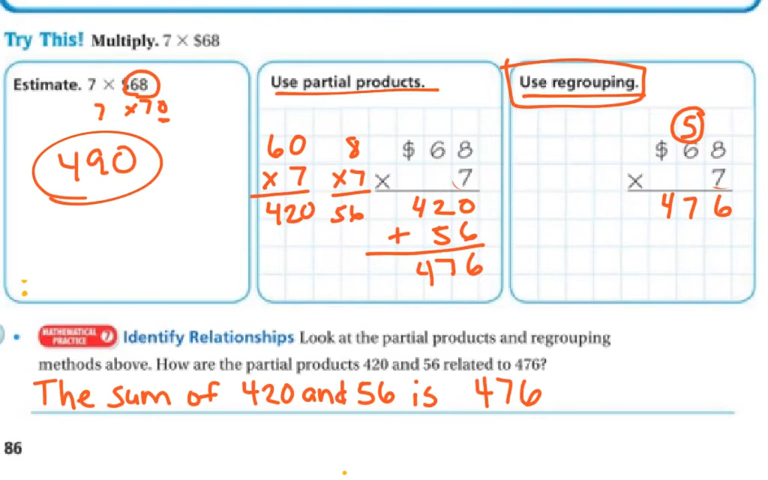 Try This! Multiply. 7 × $68
Estimate. 7 × $68
7 × 70
490
Use partial products.
60 8 $ 6 8
× 7 ×7 × 7
420 56 420
+ 56
476
Use regrouping.
5
$ 6 8
× 7
476
MATHEMATICAL PRACTICE 7 Identify Relationships Look at the partial products and regrouping
methods above. How are the partial products 420 and 56 related to 476?
The sum of 420 and 56 is 476
86